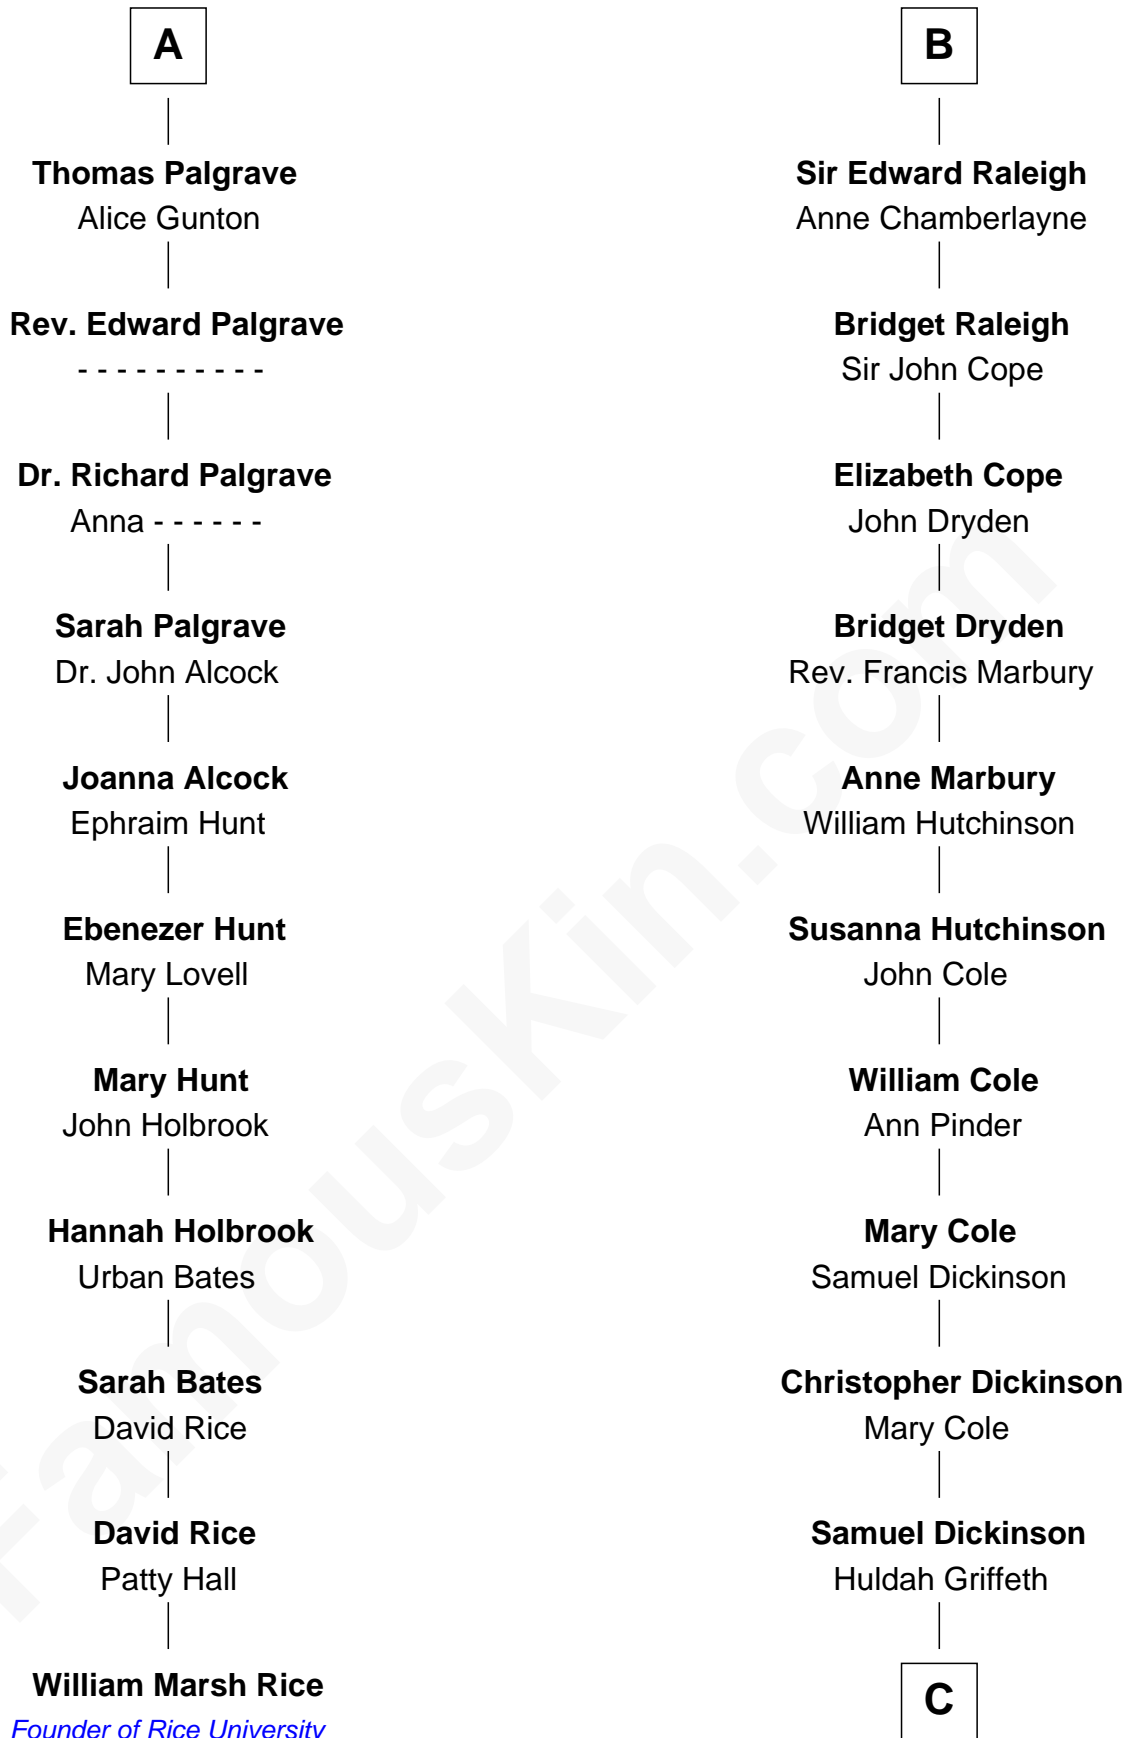 A
Thomas Palgrave
Alice Gunton
Rev. Edward Palgrave
- - - - - - - - - -
Dr. Richard Palgrave
Anna - - - - - -
Sarah Palgrave
Dr. John Alcock
Joanna Alcock
Ephraim Hunt
Ebenezer Hunt
Mary Lovell
Mary Hunt
John Holbrook
Hannah Holbrook
Urban Bates
Sarah Bates
David Rice
David Rice
Patty Hall
William Marsh Rice
Founder of Rice University
B
Sir Edward Raleigh
Anne Chamberlayne
Bridget Raleigh
Sir John Cope
Elizabeth Cope
John Dryden
Bridget Dryden
Rev. Francis Marbury
Anne Marbury
William Hutchinson
Susanna Hutchinson
John Cole
William Cole
Ann Pinder
Mary Cole
Samuel Dickinson
Christopher Dickinson
Mary Cole
Samuel Dickinson
Huldah Griffeth
C
FamousKin.com